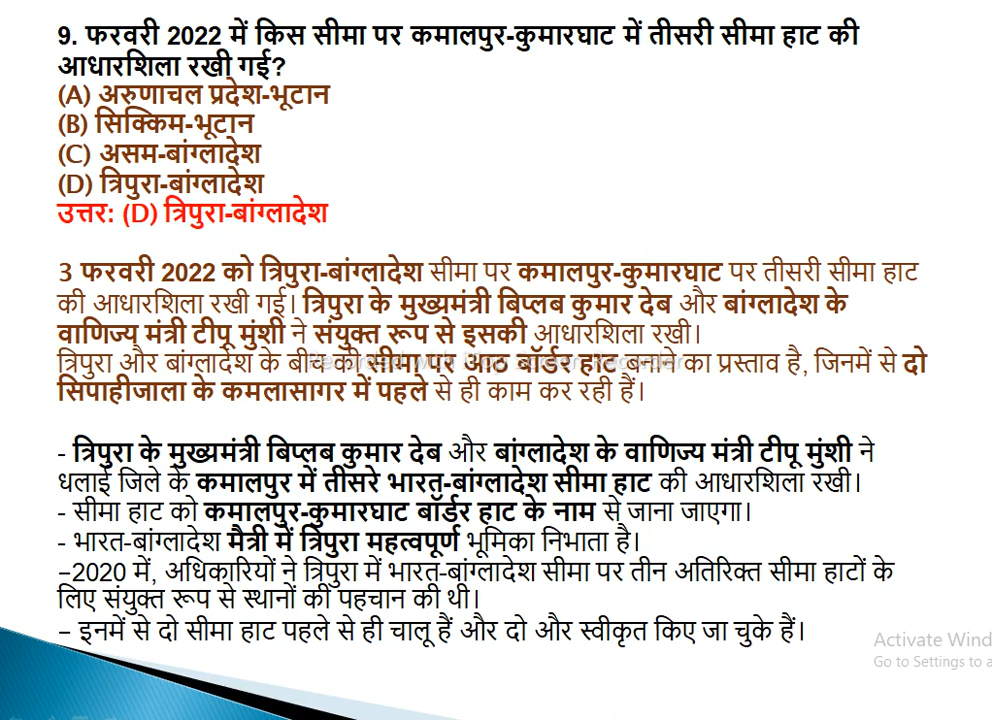 9. फरवरी 2022 में किस सीमा पर कमालपुर-कुमारघाट में तीसरी सीमा हाट की
आधारशिला रखी गई?
(A) अरुणाचल प्रदेश-भूटान
(B) सिक्किम-भूटान
(C) असम-बांग्लादेश
(D) त्रिपुरा-बांग्लादेश
उत्तर: (D) त्रिपुरा-बांग्लादेश
3 फरवरी 2022 को त्रिपुरा-बांग्लादेश सीमा पर कमालपुर-कुमारघाट पर तीसरी सीमा हाट
की आधारशिला रखी गई। त्रिपुरा के मुख्यमंत्री बिप्लब कुमार देब और बांग्लादेश के
वाणिज्य मंत्री टीपू मुंशी ने संयुक्त रूप से इसकी आधारशिला रखी।
त्रिपुरा और बांग्लादेश के बीच की सीमा पर आठ बॉर्डर हाट बनाने का प्रस्ताव है, जिनमें से दो
सिपाहीजाला के कमलासागर में पहले से ही काम कर रही हैं।
- त्रिपुरा के मुख्यमंत्री बिप्लब कुमार देब और बांग्लादेश के वाणिज्य मंत्री टीपू मुंशी ने
धलाई जिले के कमालपुर में तीसरे भारत-बांग्लादेश सीमा हाट की आधारशिला रखी।
- सीमा हाट को कमालपुर-कुमारघाट बॉर्डर हाट के नाम से जाना जाएगा।
- भारत-बांग्लादेश मैत्री में त्रिपुरा महत्वपूर्ण भूमिका निभाता है।
–2020 में, अधिकारियों ने त्रिपुरा में भारत-बांग्लादेश सीमा पर तीन अतिरिक्त सीमा हाटों के
लिए संयुक्त रूप से स्थानों की पहचान की थी।
– इनमें से दो सीमा हाट पहले से ही चालू हैं और दो और स्वीकृत किए जा चुके हैं।
Activate Wind
Go to Settings to a